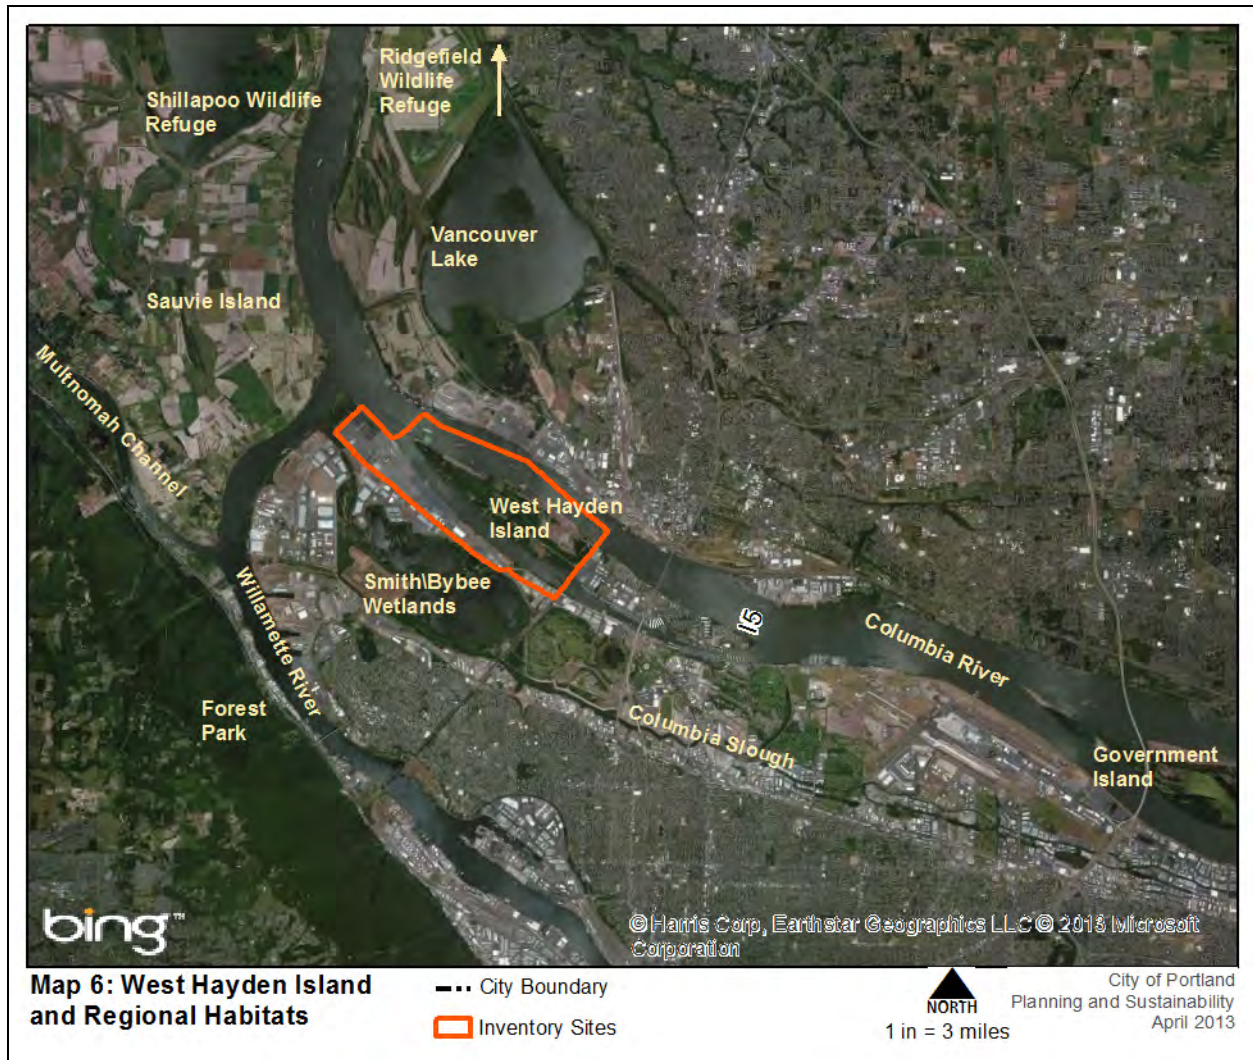 Ridgefield
Wildlife
Refuge
Shillapoo Wildlife
Refuge
Vancouver
Lake
Sauvie Island
Multnomah Channel
West Hayden
Island
Smith\Bybee
Wetlands
Willamette River
I5
Columbia River
Forest
Park
Columbia Slough
Government
Island
bing™
© Harris Corp, Earthstar Geographics LLC © 2013 Microsoft
Corporation
Map 6: West Hayden Island
and Regional Habitats
City Boundary
Inventory Sites
NORTH
1 in = 3 miles
City of Portland
Planning and Sustainability
April 2013